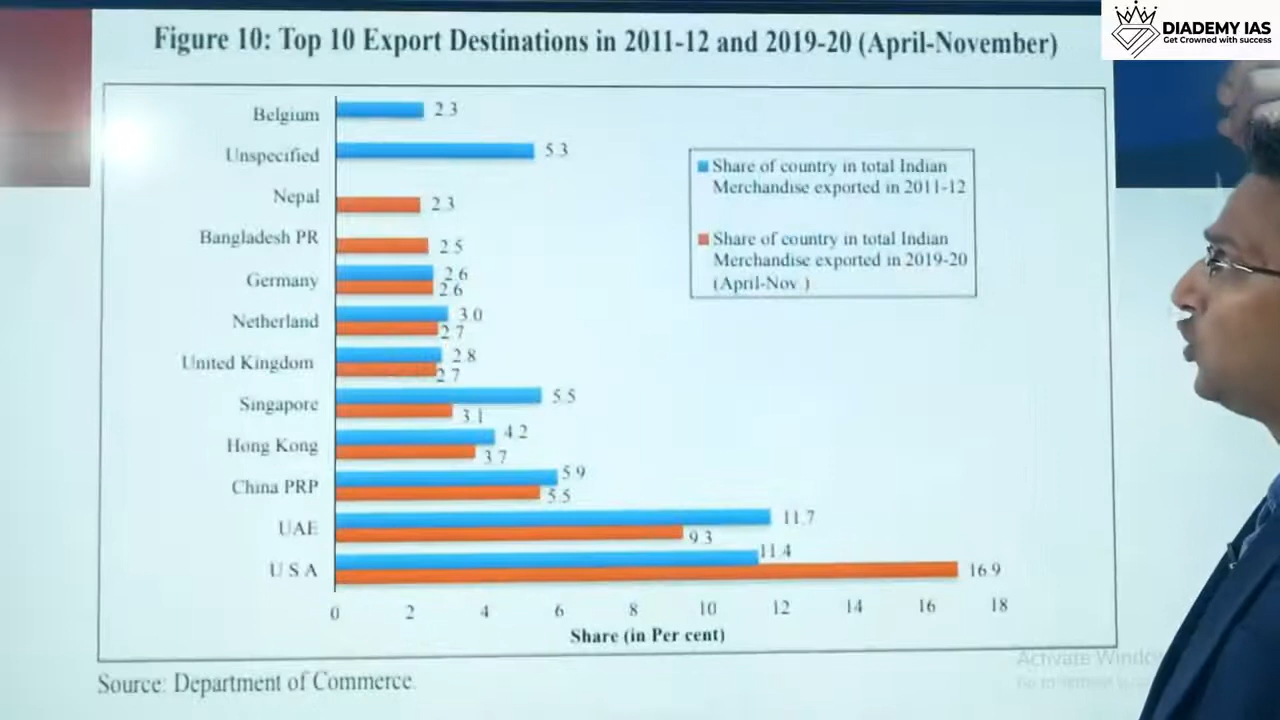 DIADEMY IAS
Get Crowned with success
Figure 10: Top 10 Export Destinations in 2011-12 and 2019-20 (April-November)
Belgium 2.3
Unspecified 5.3
Nepal 2.3
Bangladesh PR 2.5
Germany 2.6
2.6
Netherland 3.0
2.7
United Kingdom 2.8
2.7
Singapore 5.5
3.1
Hong Kong 4.2
3.7
China PRP 5.9
5.5
UAE 11.7
9.3
U S A 11.4
16.9
Share of country in total Indian
Merchandise exported in 2011-12
Share of country in total Indian
Merchandise exported in 2019-20
(April-Nov.)
0 2 4 6 8 10 12 14 16 18
Share (in Per cent)
Source: Department of Commerce.
Activate Windo